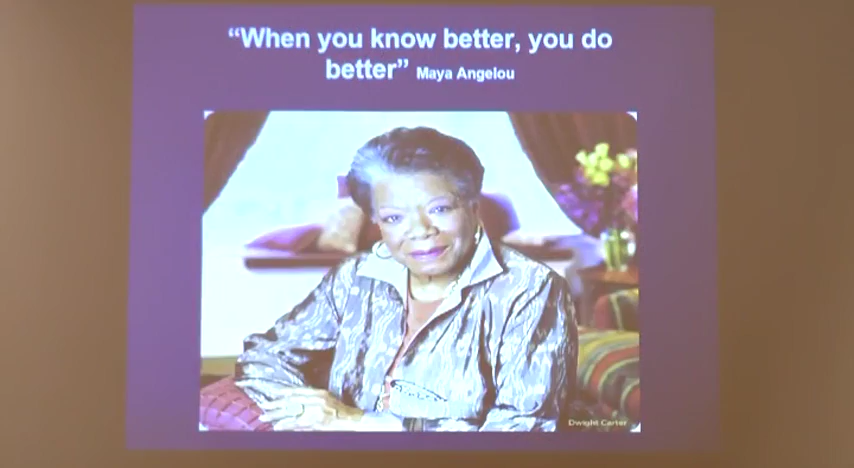 “When you know better, you do
better” Maya Angelou
Dwight Carter